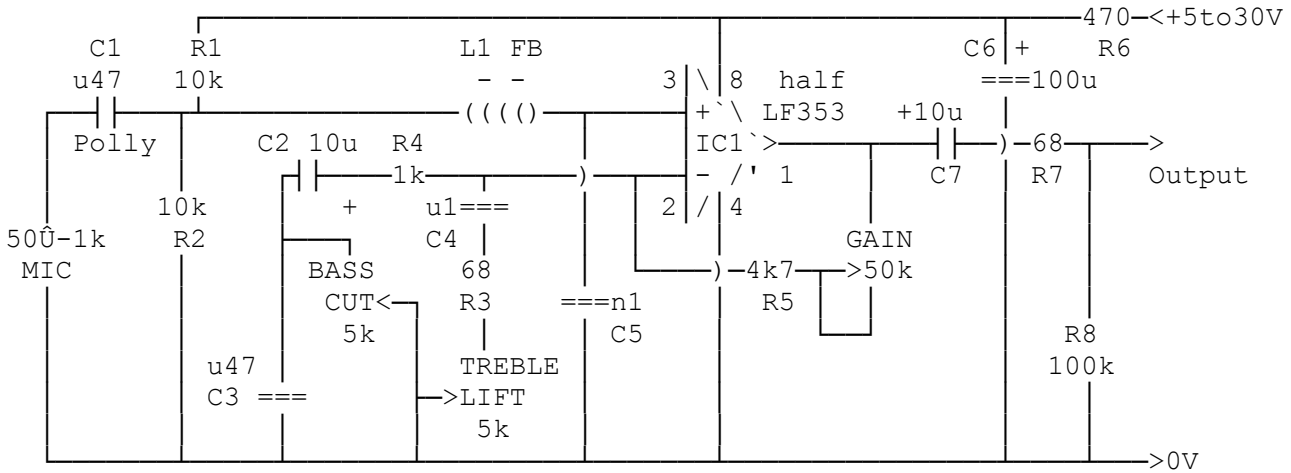 470 <+5to30V
C1 R1 L1 FB C6 + R6
u47 10k - - 3 \ 8 half ===100u
(((() +`\ LF353 +10u
Polly C2 10u R4 IC1`> ) 68 >
1k ) - /' 1 C7 R7 Output
10k + u1=== 2 / 4
50Û-1k R2 C4 GAIN
MIC BASS 68 ) 4k7 >50k
CUT< R3 ===n1 R5
5k C5 R8
u47 TREBLE 100k
C3 === >LIFT
5k
>0V